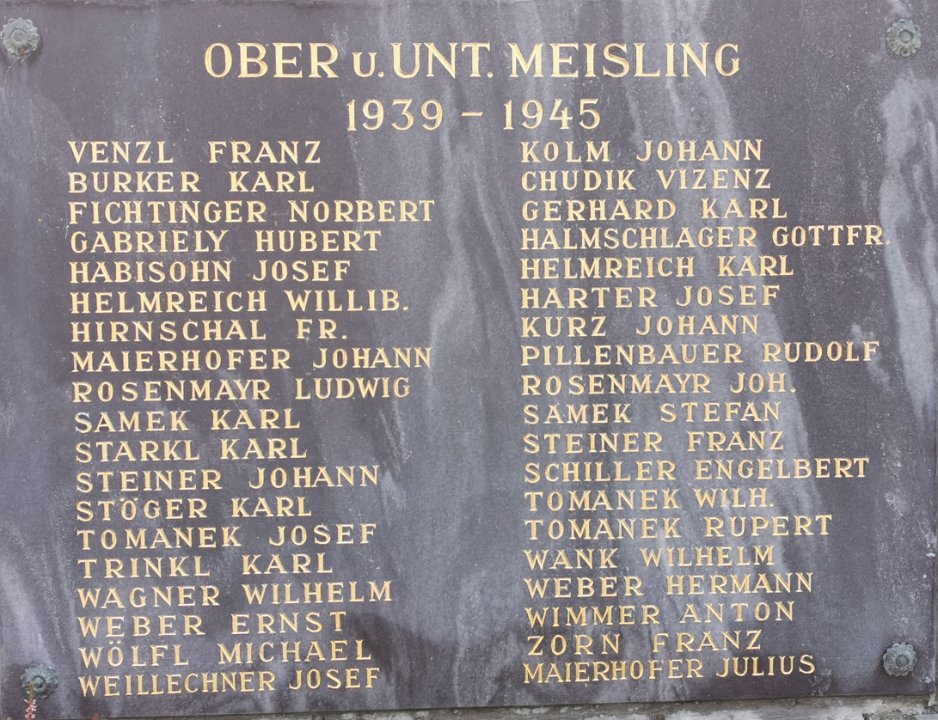 OBER u. UNT. MEISLING
1939 – 1945
VENZL FRANZ
BURKER KARL
FICHTINGER NORBERT
GABRIELY HUBERT
HABISOHN JOSEF
HELMREICH WILLIB.
HIRNSCHAL FR.
MAIERHOFER JOHANN
ROSENMAYR LUDWIG
SAMEK KARL
STARKL KARL
STEINER JOHANN
STÖGER KARL
TOMANEK JOSEF
TRINKL KARL
WAGNER WILHELM
WEBER ERNST
WÖLFL MICHAEL
WEILLECHNER JOSEF
KOLM JOHANN
CHUDIK VIZENZ
GERHARD KARL
HALMSCHLAGER GOTTFR.
HELMREICH KARL
HARTER JOSEF
KURZ JOHANN
PILLENBAUER RUDOLF
ROSENMAYR JOH.
SAMEK STEFAN
STEINER FRANZ
SCHILLER ENGELBERT
TOMANEK WILH.
TOMANEK RUPERT
WANK WILHELM
WEBER HERMANN
WIMMER ANTON
ZORN FRANZ
MAIERHOFER JULIUS